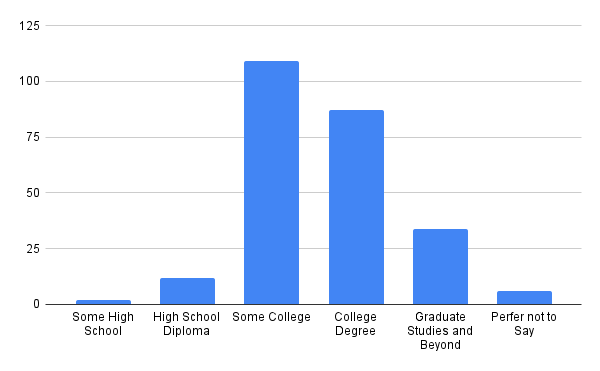 125
100
75
50
25
0
Some High
School
High School
Diploma
Some College
College
Degree
Graduate
Studies and
Beyond
Perfer not to
Say